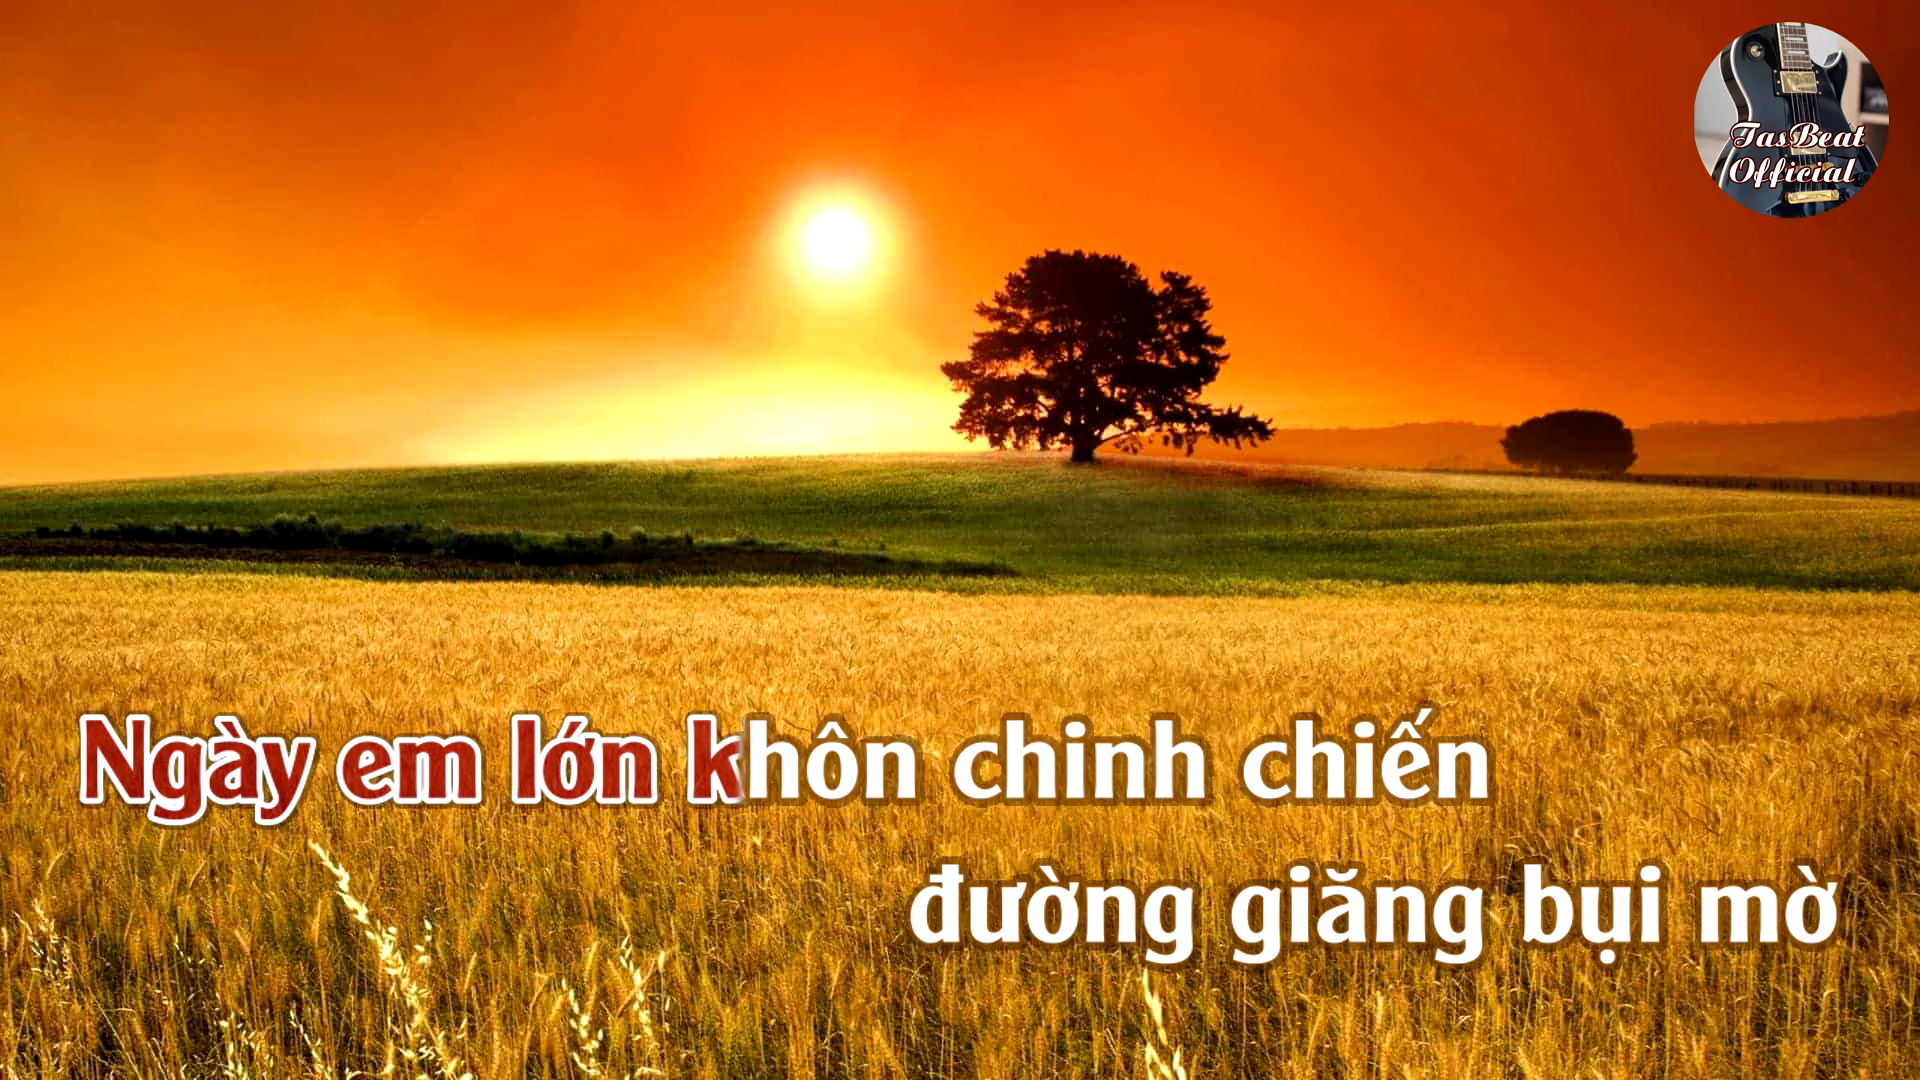 TasBeat
Official
Ngày em lớn khôn chinh chiến
đường giăng bụi mờ